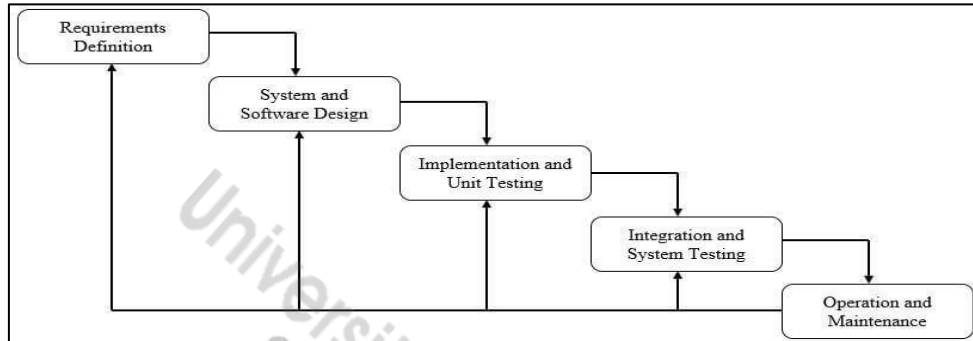 Requirements
Definition
System and
Software Design
Implementation and
Unit Testing
Integration and
System Testing
Operation and
Maintenance